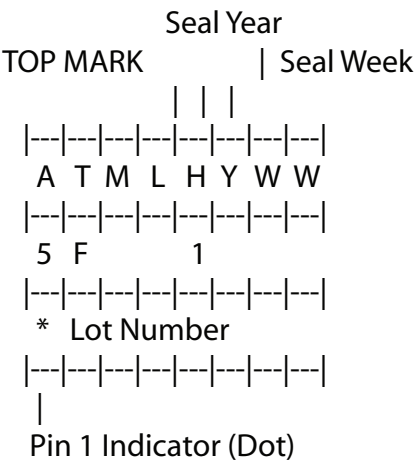 Seal Year
TOP MARK | Seal Week
| | |
|---|---|---|---|---|---|---|---|
A T M L H Y W W
|---|---|---|---|---|---|---|---|
5 F 1
|---|---|---|---|---|---|---|---|
* Lot Number
|---|---|---|---|---|---|---|---|
|
Pin 1 Indicator (Dot)